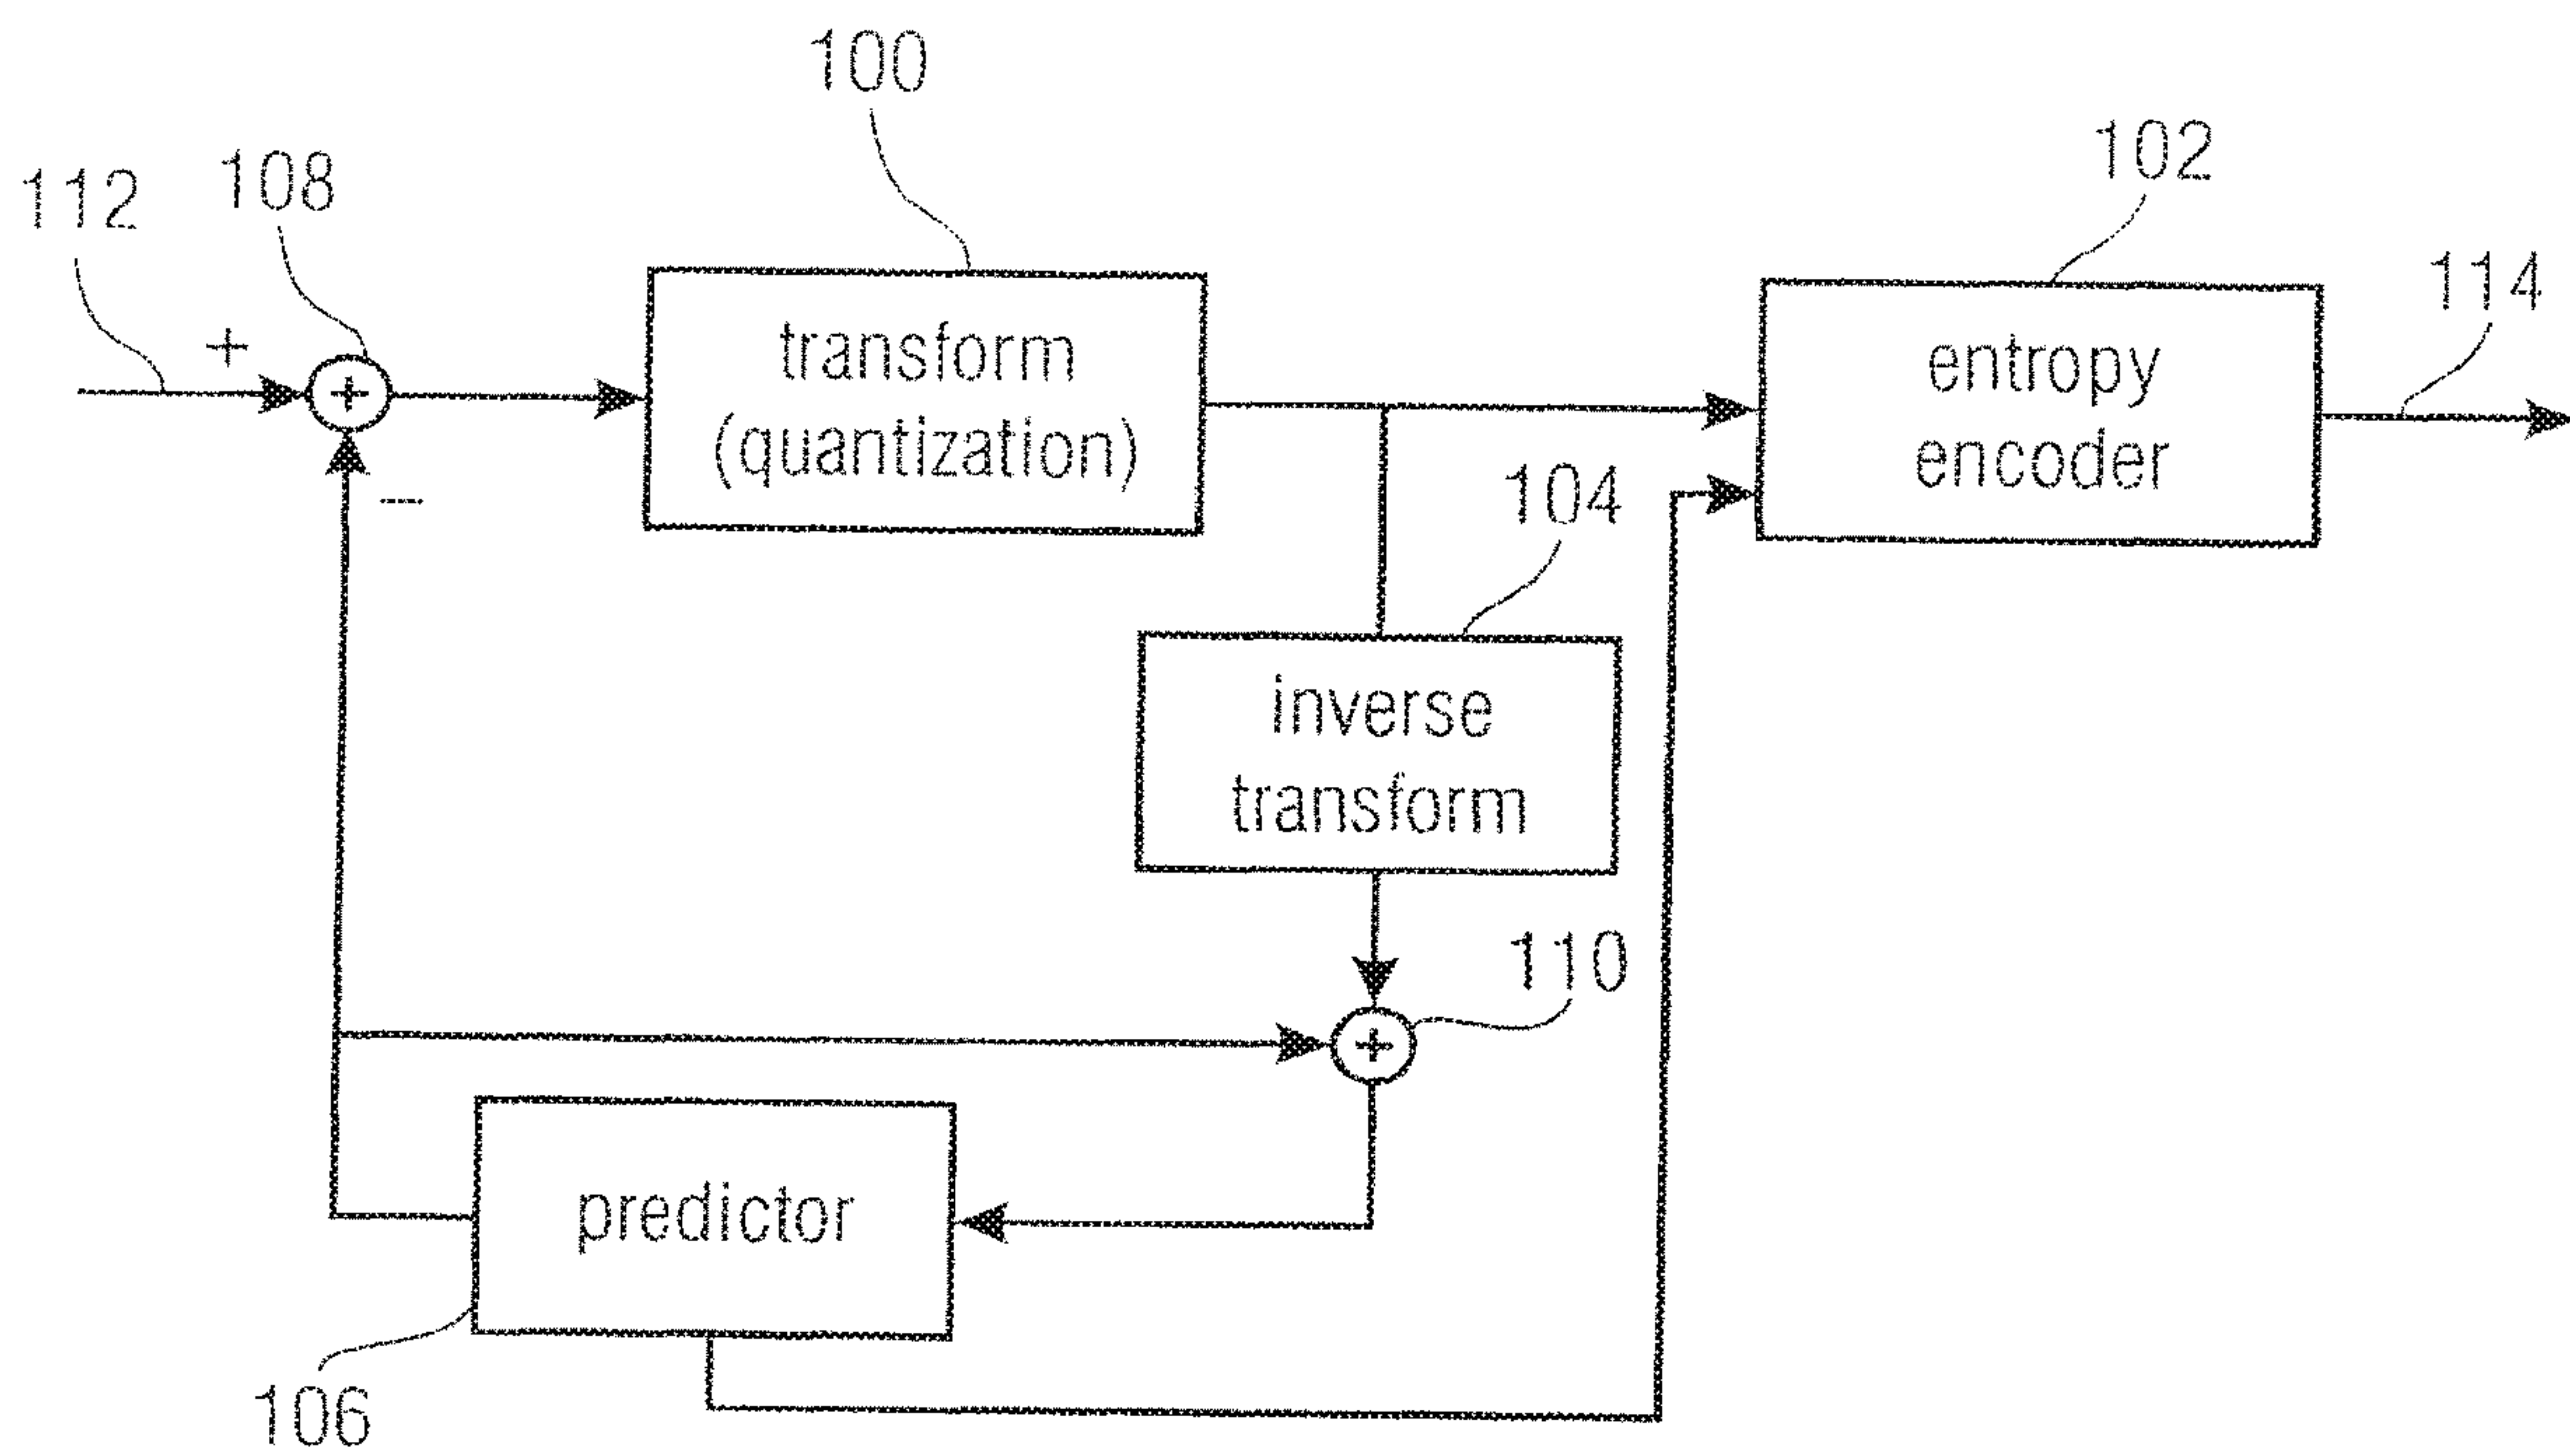 100
102
108
112
114
+
+
transform
(quantization)
entropy
encoder
–
104
inverse
transform
110
+
predictor
106